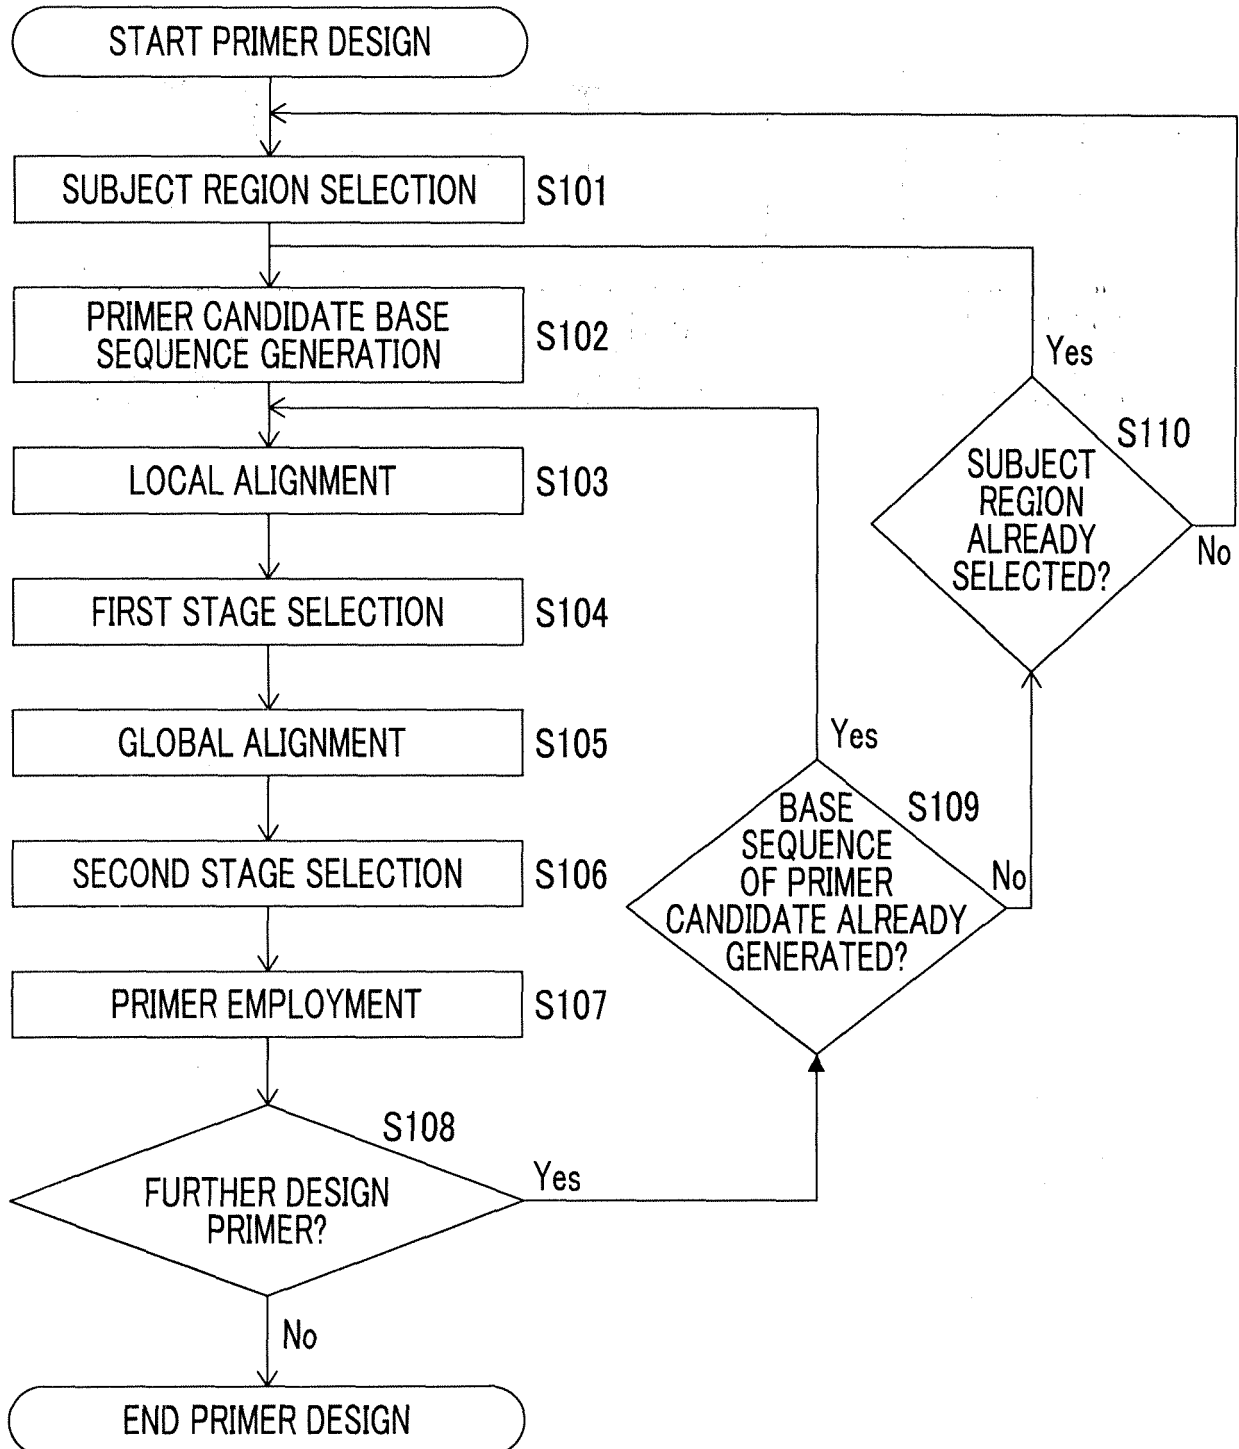 START PRIMER DESIGN
SUBJECT REGION SELECTION
S101
PRIMER CANDIDATE BASE
SEQUENCE GENERATION
S102
Yes
S110
SUBJECT
REGION
ALREADY
SELECTED?
No
LOCAL ALIGNMENT
S103
FIRST STAGE SELECTION
S104
GLOBAL ALIGNMENT
S105
Yes
S109
BASE
SEQUENCE
OF PRIMER
CANDIDATE ALREADY
GENERATED?
No
SECOND STAGE SELECTION
S106
PRIMER EMPLOYMENT
S107
S108
FURTHER DESIGN
PRIMER?
Yes
No
END PRIMER DESIGN